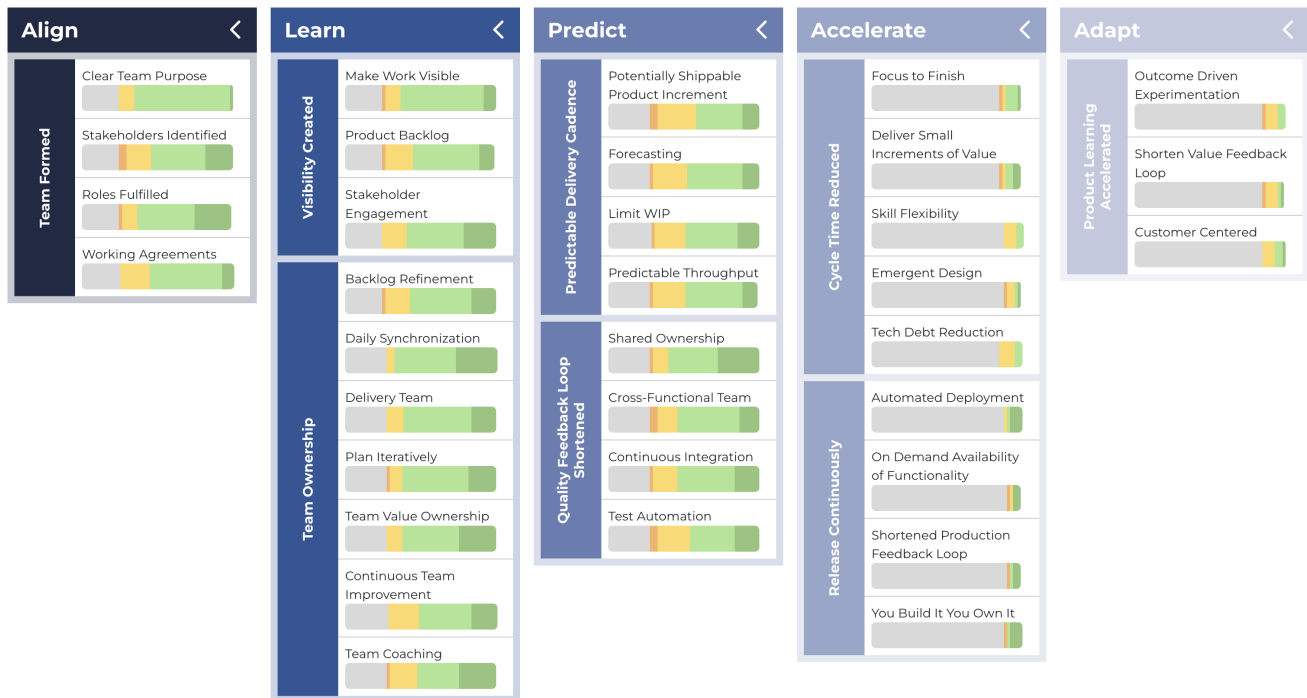 Align
Team Formed
Clear Team Purpose
Stakeholders Identified
Roles Fulfilled
Working Agreements
Learn
Visibility Created
Make Work Visible
Product Backlog
Stakeholder
Engagement
Team Ownership
Backlog Refinement
Daily Synchronization
Delivery Team
Plan Iteratively
Team Value Ownership
Continuous Team
Improvement
Team Coaching
Predict
Predictable Delivery Cadence
Potentially Shippable
Product Increment
Forecasting
Limit WIP
Predictable Throughput
Quality Feedback Loop
Shortened
Shared Ownership
Cross-Functional Team
Continuous Integration
Test Automation
Accelerate
Cycle Time Reduced
Focus to Finish
Deliver Small
Increments of Value
Skill Flexibility
Emergent Design
Tech Debt Reduction
Release Continuously
Automated Deployment
On Demand Availability
of Functionality
Shortened Production
Feedback Loop
You Build It You Own It
Adapt
Product Learning
Accelerated
Outcome Driven
Experimentation
Shorten Value Feedback
Loop
Customer Centered